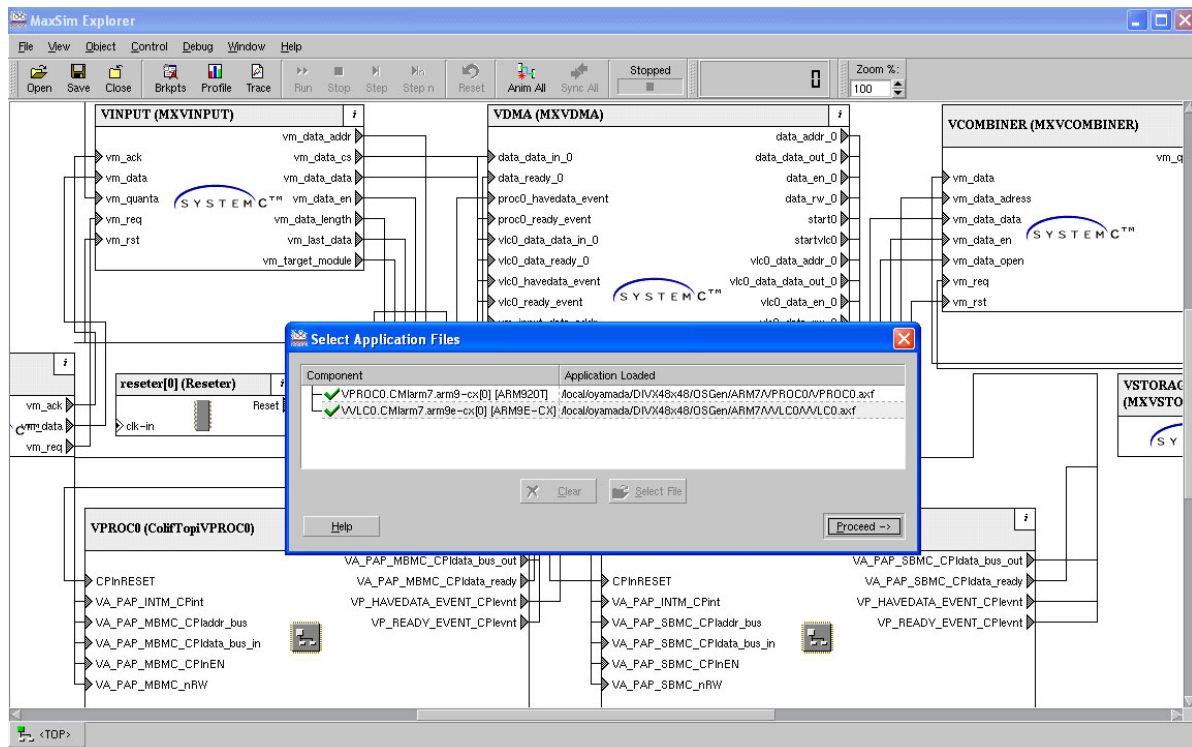 MaxSim Explorer
File View Object Control Debug Window Help
Open Save Close Brkpts Profile Trace Run Stop Step Step n Reset Anim All Sync All Stopped 0 Zoom %: 100
VINPUT (MXVINPUT) i
vm_data_addr
vm_ack vm_data_cs
vm_data vm_data_data
vm_quanta vm_data_en
vm_req vm_data_length
vm_rst vm_last_data
vm_target_module
SYSTEMC™
VDMA (MXVDMA) i
data_addr_0
data_data_in_0 data_data_out_0
data_ready_0 data_en_0
proc0_havedata_event data_rw_0
proc0_ready_event start0
vlc0_data_data_in_0 startvlc0
vlc0_data_ready_0 vlc0_data_addr_0
vlc0_havedata_event vlc0_data_data_out_0
vlc0_ready_event vlc0_data_en_0
SYSTEMC™
VCOMBINER (MXVCOMBINER)
vm_q
vm_data
vm_data_adress
vm_data_data
vm_data_en
vm_data_open
vm_req
vm_rst
SYSTEMC™
i
vm_ack
vm_data
vm_req
reseter[0] (Reseter) i
Reset
clk-in
Select Application Files
Component Application Loaded
VPROC0.CMIarm7.arm9-cx[0] [ARM920T] /local/oyamada/DIVX48x48/OSGen/ARM7/VPROC0/VPROC0.axf
VVLC0.CMIarm7.arm9e-cx[0] [ARM9E-CX] /local/oyamada/DIVX48x48/OSGen/ARM7/VVLC0/VVLC0.axf
Clear Select File
Help Proceed ->
VSTORAG
(MXVSTO
S Y
VPROC0 (ColifTopiVPROC0)
VA_PAP_MBMC_CPIdata_bus_out
CPInRESET VA_PAP_MBMC_CPIdata_ready
VA_PAP_INTM_CPint VP_HAVEDATA_EVENT_CPIevnt
VA_PAP_MBMC_CPIaddr_bus VP_READY_EVENT_CPIevnt
VA_PAP_MBMC_CPIdata_bus_in
VA_PAP_MBMC_CPInEN
VA_PAP_MBMC_nRW
i
VA_PAP_SBMC_CPIdata_bus_out
CPInRESET VA_PAP_SBMC_CPIdata_ready
VA_PAP_INTM_CPint VP_HAVEDATA_EVENT_CPIevnt
VA_PAP_SBMC_CPIaddr_bus VP_READY_EVENT_CPIevnt
VA_PAP_SBMC_CPIdata_bus_in
VA_PAP_SBMC_CPInEN
VA_PAP_SBMC_nRW
<TOP>